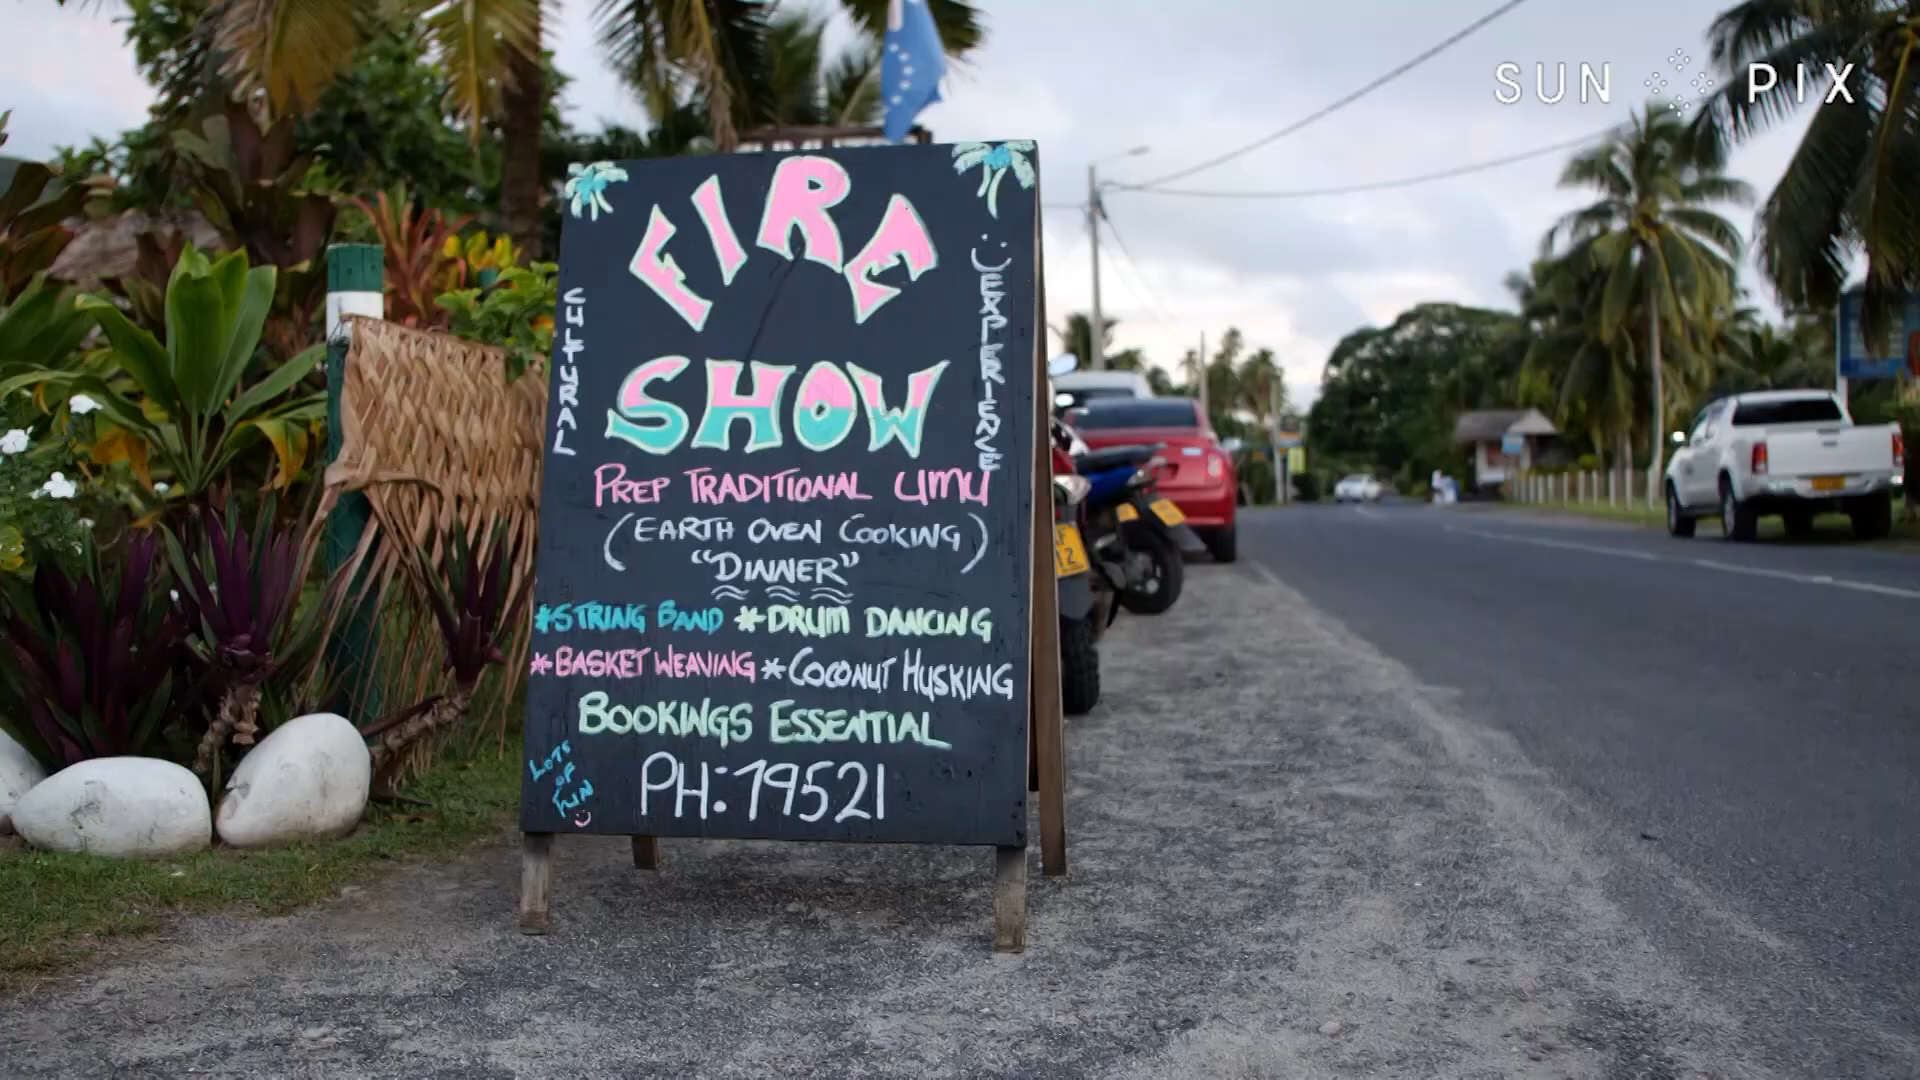 SUN PIX
FIRE
SHOW
CULTURAL
EXPERIENCE
PREP TRADITIONAL UMU
(EARTH OVEN COOKING)
"DINNER"
*STRING BAND *DRUM DANCING
*BASKET WEAVING *COCONUT HUSKING
BOOKINGS ESSENTIAL
LOTS
OF
FUN
PH: 79521